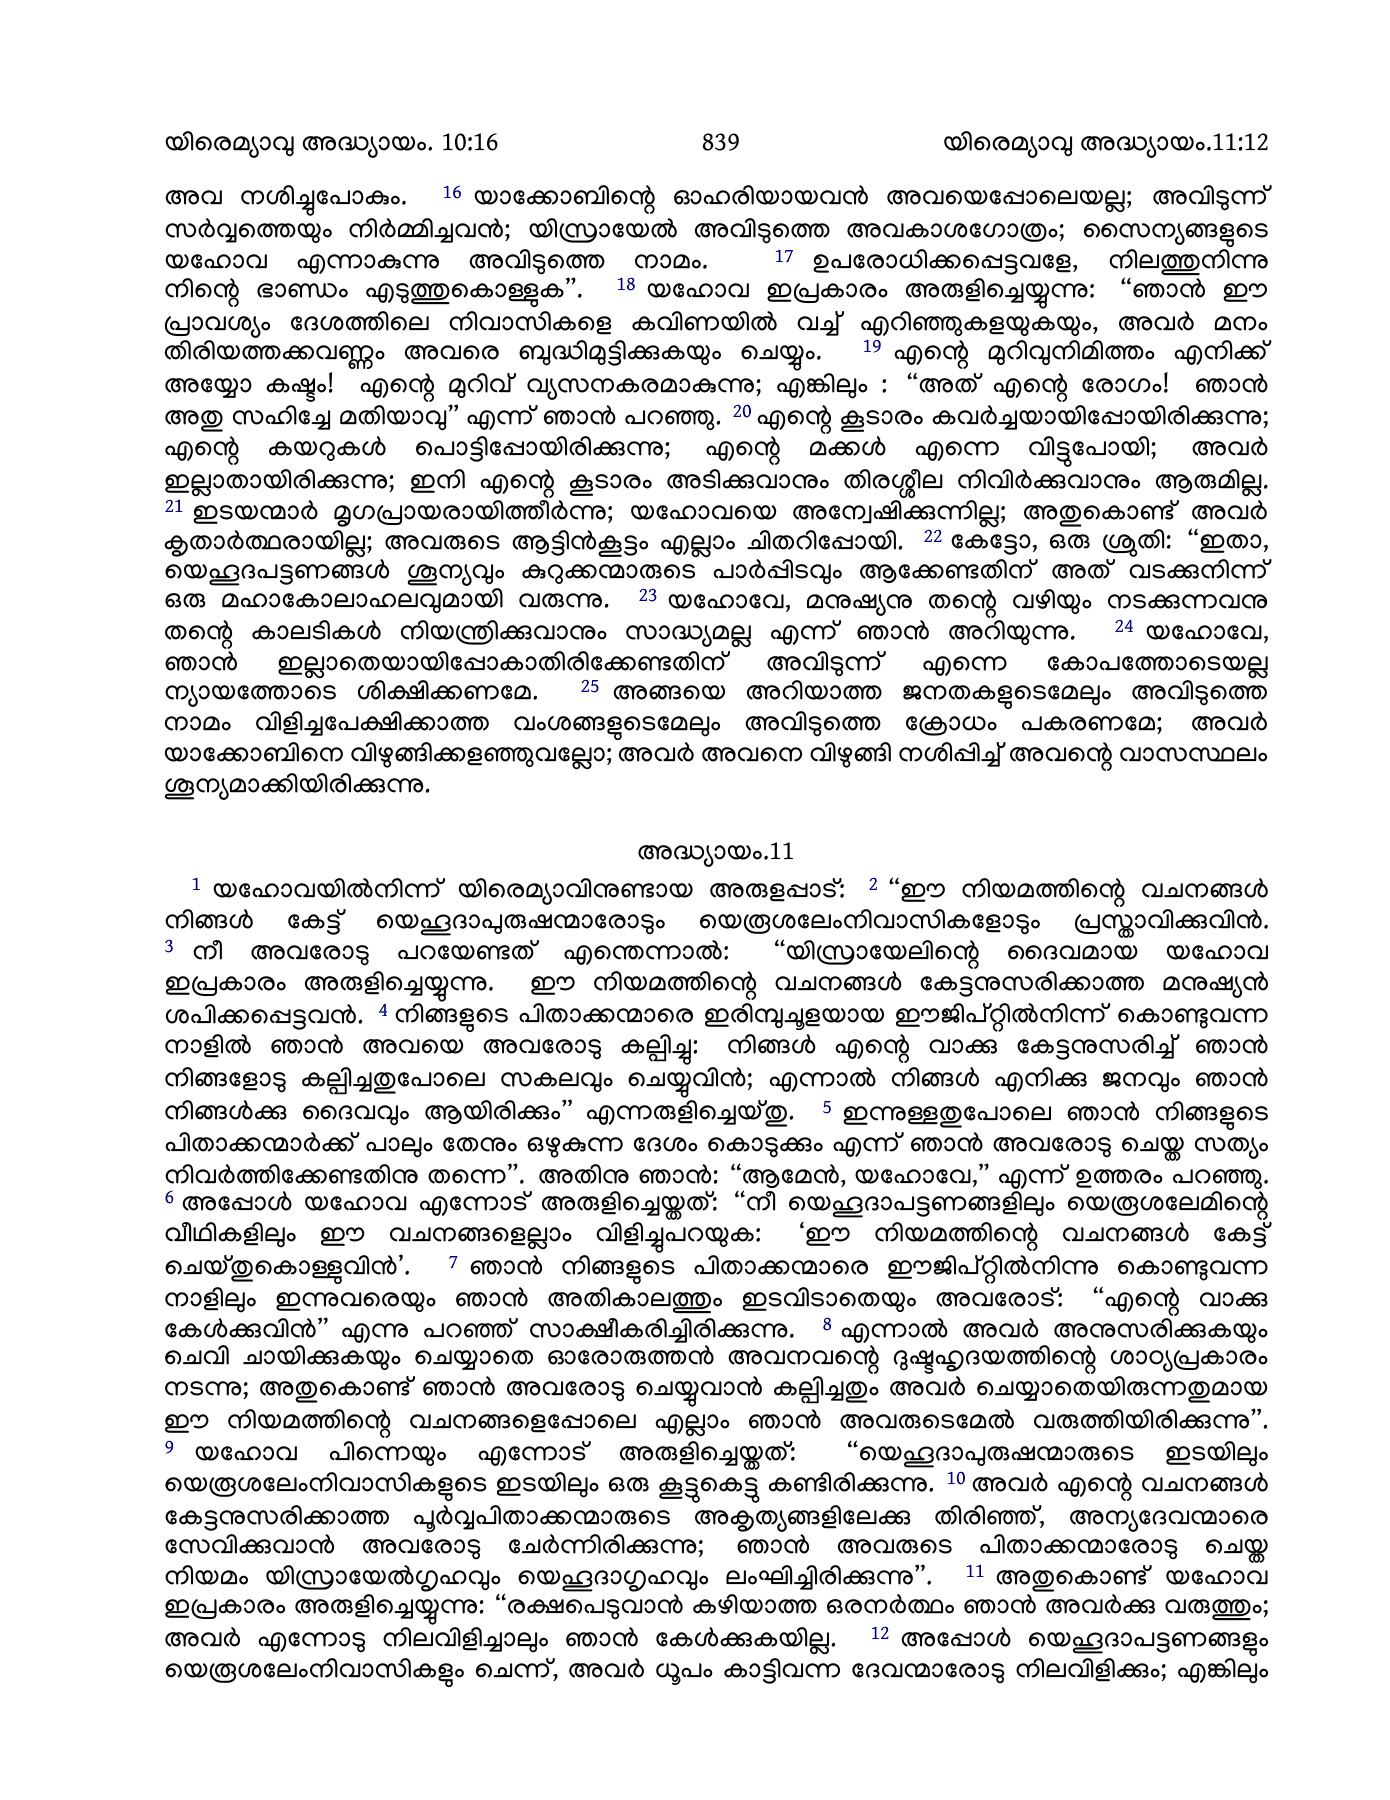 യിരെമ്യാവു അദ്ധ്യായം. 10:16 839 യിരെമ്യാവു അദ്ധ്യായം.11:12
അവ നശിച്ചുപോകും. 16 യാക്കോബിന്റെ ഓഹരിയായവൻ അവയെപ്പോലെയല്ല; അവിടുന്ന്
സർവ്വത്തെയും നിർമ്മിച്ചവൻ; യിസ്രായേൽ അവിടുത്തെ അവകാശഗോത്രം; സൈന്യങ്ങളുടെ
യഹോവ എന്നാകുന്നു അവിടുത്തെ നാമം. 17 ഉപരോധിക്കപ്പെട്ടവളേ, നിലത്തുനിന്നു
നിന്റെ ഭാണ്ഡം എടുത്തുകൊള്ളുക”. 18 യഹോവ ഇപ്രകാരം അരുളിച്ചെയ്യുന്നു: “ഞാൻ ഈ
പ്രാവശ്യം ദേശത്തിലെ നിവാസികളെ കവിണയിൽ വച്ച് എറിഞ്ഞുകളയുകയും, അവർ മനം
തിരിയത്തക്കവണ്ണം അവരെ ബുദ്ധിമുട്ടിക്കുകയും ചെയ്യും. 19 എന്റെ മുറിവുനിമിത്തം എനിക്ക്
അയ്യോ കഷ്ടം! എന്റെ മുറിവ് വ്യസനകരമാകുന്നു; എങ്കിലും : “അത് എന്റെ രോഗം! ഞാൻ
അതു സഹിച്ചേ മതിയാവു” എന്ന് ഞാൻ പറഞ്ഞു. 20 എന്റെ കൂടാരം കവർച്ചയായിപ്പോയിരിക്കുന്നു;
എന്റെ കയറുകൾ പൊട്ടിപ്പോയിരിക്കുന്നു; എന്റെ മക്കൾ എന്നെ വിട്ടുപോയി; അവർ
ഇല്ലാതായിരിക്കുന്നു; ഇനി എന്റെ കൂടാരം അടിക്കുവാനും തിരശ്ശീല നിവിർക്കുവാനും ആരുമില്ല.
21 ഇടയന്മാർ മൃഗപ്രായരായിത്തീർന്നു; യഹോവയെ അന്വേഷിക്കുന്നില്ല; അതുകൊണ്ട് അവർ
കൃതാർത്ഥരായില്ല; അവരുടെ ആട്ടിൻകൂട്ടം എല്ലാം ചിതറിപ്പോയി. 22 കേട്ടോ, ഒരു ശ്രുതി: “ഇതാ,
യെഹൂദപട്ടണങ്ങൾ ശൂന്യവും കുറുക്കന്മാരുടെ പാർപ്പിടവും ആക്കേണ്ടതിന് അത് വടക്കുനിന്ന്
ഒരു മഹാകോലാഹലവുമായി വരുന്നു. 23 യഹോവേ, മനുഷ്യനു തന്റെ വഴിയും നടക്കുന്നവനു
തന്റെ കാലടികൾ നിയന്ത്രിക്കുവാനും സാദ്ധ്യമല്ല എന്ന് ഞാൻ അറിയുന്നു. 24 യഹോവേ,
ഞാൻ ഇല്ലാതെയായിപ്പോകാതിരിക്കേണ്ടതിന് അവിടുന്ന് എന്നെ കോപത്തോടെയല്ല
ന്യായത്തോടെ ശിക്ഷിക്കണമേ. 25 അങ്ങയെ അറിയാത്ത ജനതകളുടെമേലും അവിടുത്തെ
നാമം വിളിച്ചപേക്ഷിക്കാത്ത വംശങ്ങളുടെമേലും അവിടുത്തെ ക്രോധം പകരണമേ; അവർ
യാക്കോബിനെ വിഴുങ്ങിക്കളഞ്ഞുവല്ലോ; അവർ അവനെ വിഴുങ്ങി നശിപ്പിച്ച് അവന്റെ വാസസ്ഥലം
ശൂന്യമാക്കിയിരിക്കുന്നു.
അദ്ധ്യായം.11
1 യഹോവയിൽനിന്ന് യിരെമ്യാവിനുണ്ടായ അരുളപ്പാട്: 2 “ഈ നിയമത്തിന്റെ വചനങ്ങൾ
നിങ്ങൾ കേട്ട് യെഹൂദാപുരുഷന്മാരോടും യെരൂശലേംനിവാസികളോടും പ്രസ്താവിക്കുവിൻ.
3 നീ അവരോടു പറയേണ്ടത് എന്തെന്നാൽ: “യിസ്രായേലിന്റെ ദൈവമായ യഹോവ
ഇപ്രകാരം അരുളിച്ചെയ്യുന്നു. ഈ നിയമത്തിന്റെ വചനങ്ങൾ കേട്ടനുസരിക്കാത്ത മനുഷ്യൻ
ശപിക്കപ്പെട്ടവൻ. 4 നിങ്ങളുടെ പിതാക്കന്മാരെ ഇരിമ്പുചൂളയായ ഈജിപ്റ്റിൽനിന്ന് കൊണ്ടുവന്ന
നാളിൽ ഞാൻ അവയെ അവരോടു കല്പിച്ചു: നിങ്ങൾ എന്റെ വാക്കു കേട്ടനുസരിച്ച് ഞാൻ
നിങ്ങളോടു കല്പിച്ചതുപോലെ സകലവും ചെയ്യുവിൻ; എന്നാൽ നിങ്ങൾ എനിക്കു ജനവും ഞാൻ
നിങ്ങൾക്കു ദൈവവും ആയിരിക്കും” എന്നരുളിച്ചെയ്തു. 5 ഇന്നുള്ളതുപോലെ ഞാൻ നിങ്ങളുടെ
പിതാക്കന്മാർക്ക് പാലും തേനും ഒഴുകുന്ന ദേശം കൊടുക്കും എന്ന് ഞാൻ അവരോടു ചെയ്ത സത്യം
നിവർത്തിക്കേണ്ടതിനു തന്നെ”. അതിനു ഞാൻ: “ആമേൻ, യഹോവേ,” എന്ന് ഉത്തരം പറഞ്ഞു.
6 അപ്പോൾ യഹോവ എന്നോട് അരുളിച്ചെയ്തത്: “നീ യെഹൂദാപട്ടണങ്ങളിലും യെരൂശലേമിന്റെ
വീഥികളിലും ഈ വചനങ്ങളെല്ലാം വിളിച്ചുപറയുക: ‘ഈ നിയമത്തിന്റെ വചനങ്ങൾ കേട്ട്
ചെയ്തുകൊള്ളുവിൻ’. 7 ഞാൻ നിങ്ങളുടെ പിതാക്കന്മാരെ ഈജിപ്റ്റിൽനിന്നു കൊണ്ടുവന്ന
നാളിലും ഇന്നുവരെയും ഞാൻ അതികാലത്തും ഇടവിടാതെയും അവരോട്: “എന്റെ വാക്കു
കേൾക്കുവിൻ” എന്നു പറഞ്ഞ് സാക്ഷീകരിച്ചിരിക്കുന്നു. 8 എന്നാൽ അവർ അനുസരിക്കുകയും
ചെവി ചായിക്കുകയും ചെയ്യാതെ ഓരോരുത്തൻ അവനവന്റെ ദുഷ്ടഹൃദയത്തിന്റെ ശാഠ്യപ്രകാരം
നടന്നു; അതുകൊണ്ട് ഞാൻ അവരോടു ചെയ്യുവാൻ കല്പിച്ചതും അവർ ചെയ്യാതെയിരുന്നതുമായ
ഈ നിയമത്തിന്റെ വചനങ്ങളെപ്പോലെ എല്ലാം ഞാൻ അവരുടെമേൽ വരുത്തിയിരിക്കുന്നു”.
9 യഹോവ പിന്നെയും എന്നോട് അരുളിച്ചെയ്തത്: “യെഹൂദാപുരുഷന്മാരുടെ ഇടയിലും
യെരൂശലേംനിവാസികളുടെ ഇടയിലും ഒരു കൂട്ടുകെട്ടു കണ്ടിരിക്കുന്നു. 10 അവർ എന്റെ വചനങ്ങൾ
കേട്ടനുസരിക്കാത്ത പൂർവ്വപിതാക്കന്മാരുടെ അകൃത്യങ്ങളിലേക്കു തിരിഞ്ഞ്, അന്യദേവന്മാരെ
സേവിക്കുവാൻ അവരോടു ചേർന്നിരിക്കുന്നു; ഞാൻ അവരുടെ പിതാക്കന്മാരോടു ചെയ്ത
നിയമം യിസ്രായേൽഗൃഹവും യെഹൂദാഗൃഹവും ലംഘിച്ചിരിക്കുന്നു”. 11 അതുകൊണ്ട് യഹോവ
ഇപ്രകാരം അരുളിച്ചെയ്യുന്നു: “രക്ഷപെടുവാൻ കഴിയാത്ത ഒരനർത്ഥം ഞാൻ അവർക്കു വരുത്തും;
അവർ എന്നോടു നിലവിളിച്ചാലും ഞാൻ കേൾക്കുകയില്ല. 12 അപ്പോൾ യെഹൂദാപട്ടണങ്ങളും
യെരൂശലേംനിവാസികളും ചെന്ന്, അവർ ധൂപം കാട്ടിവന്ന ദേവന്മാരോടു നിലവിളിക്കും; എങ്കിലും